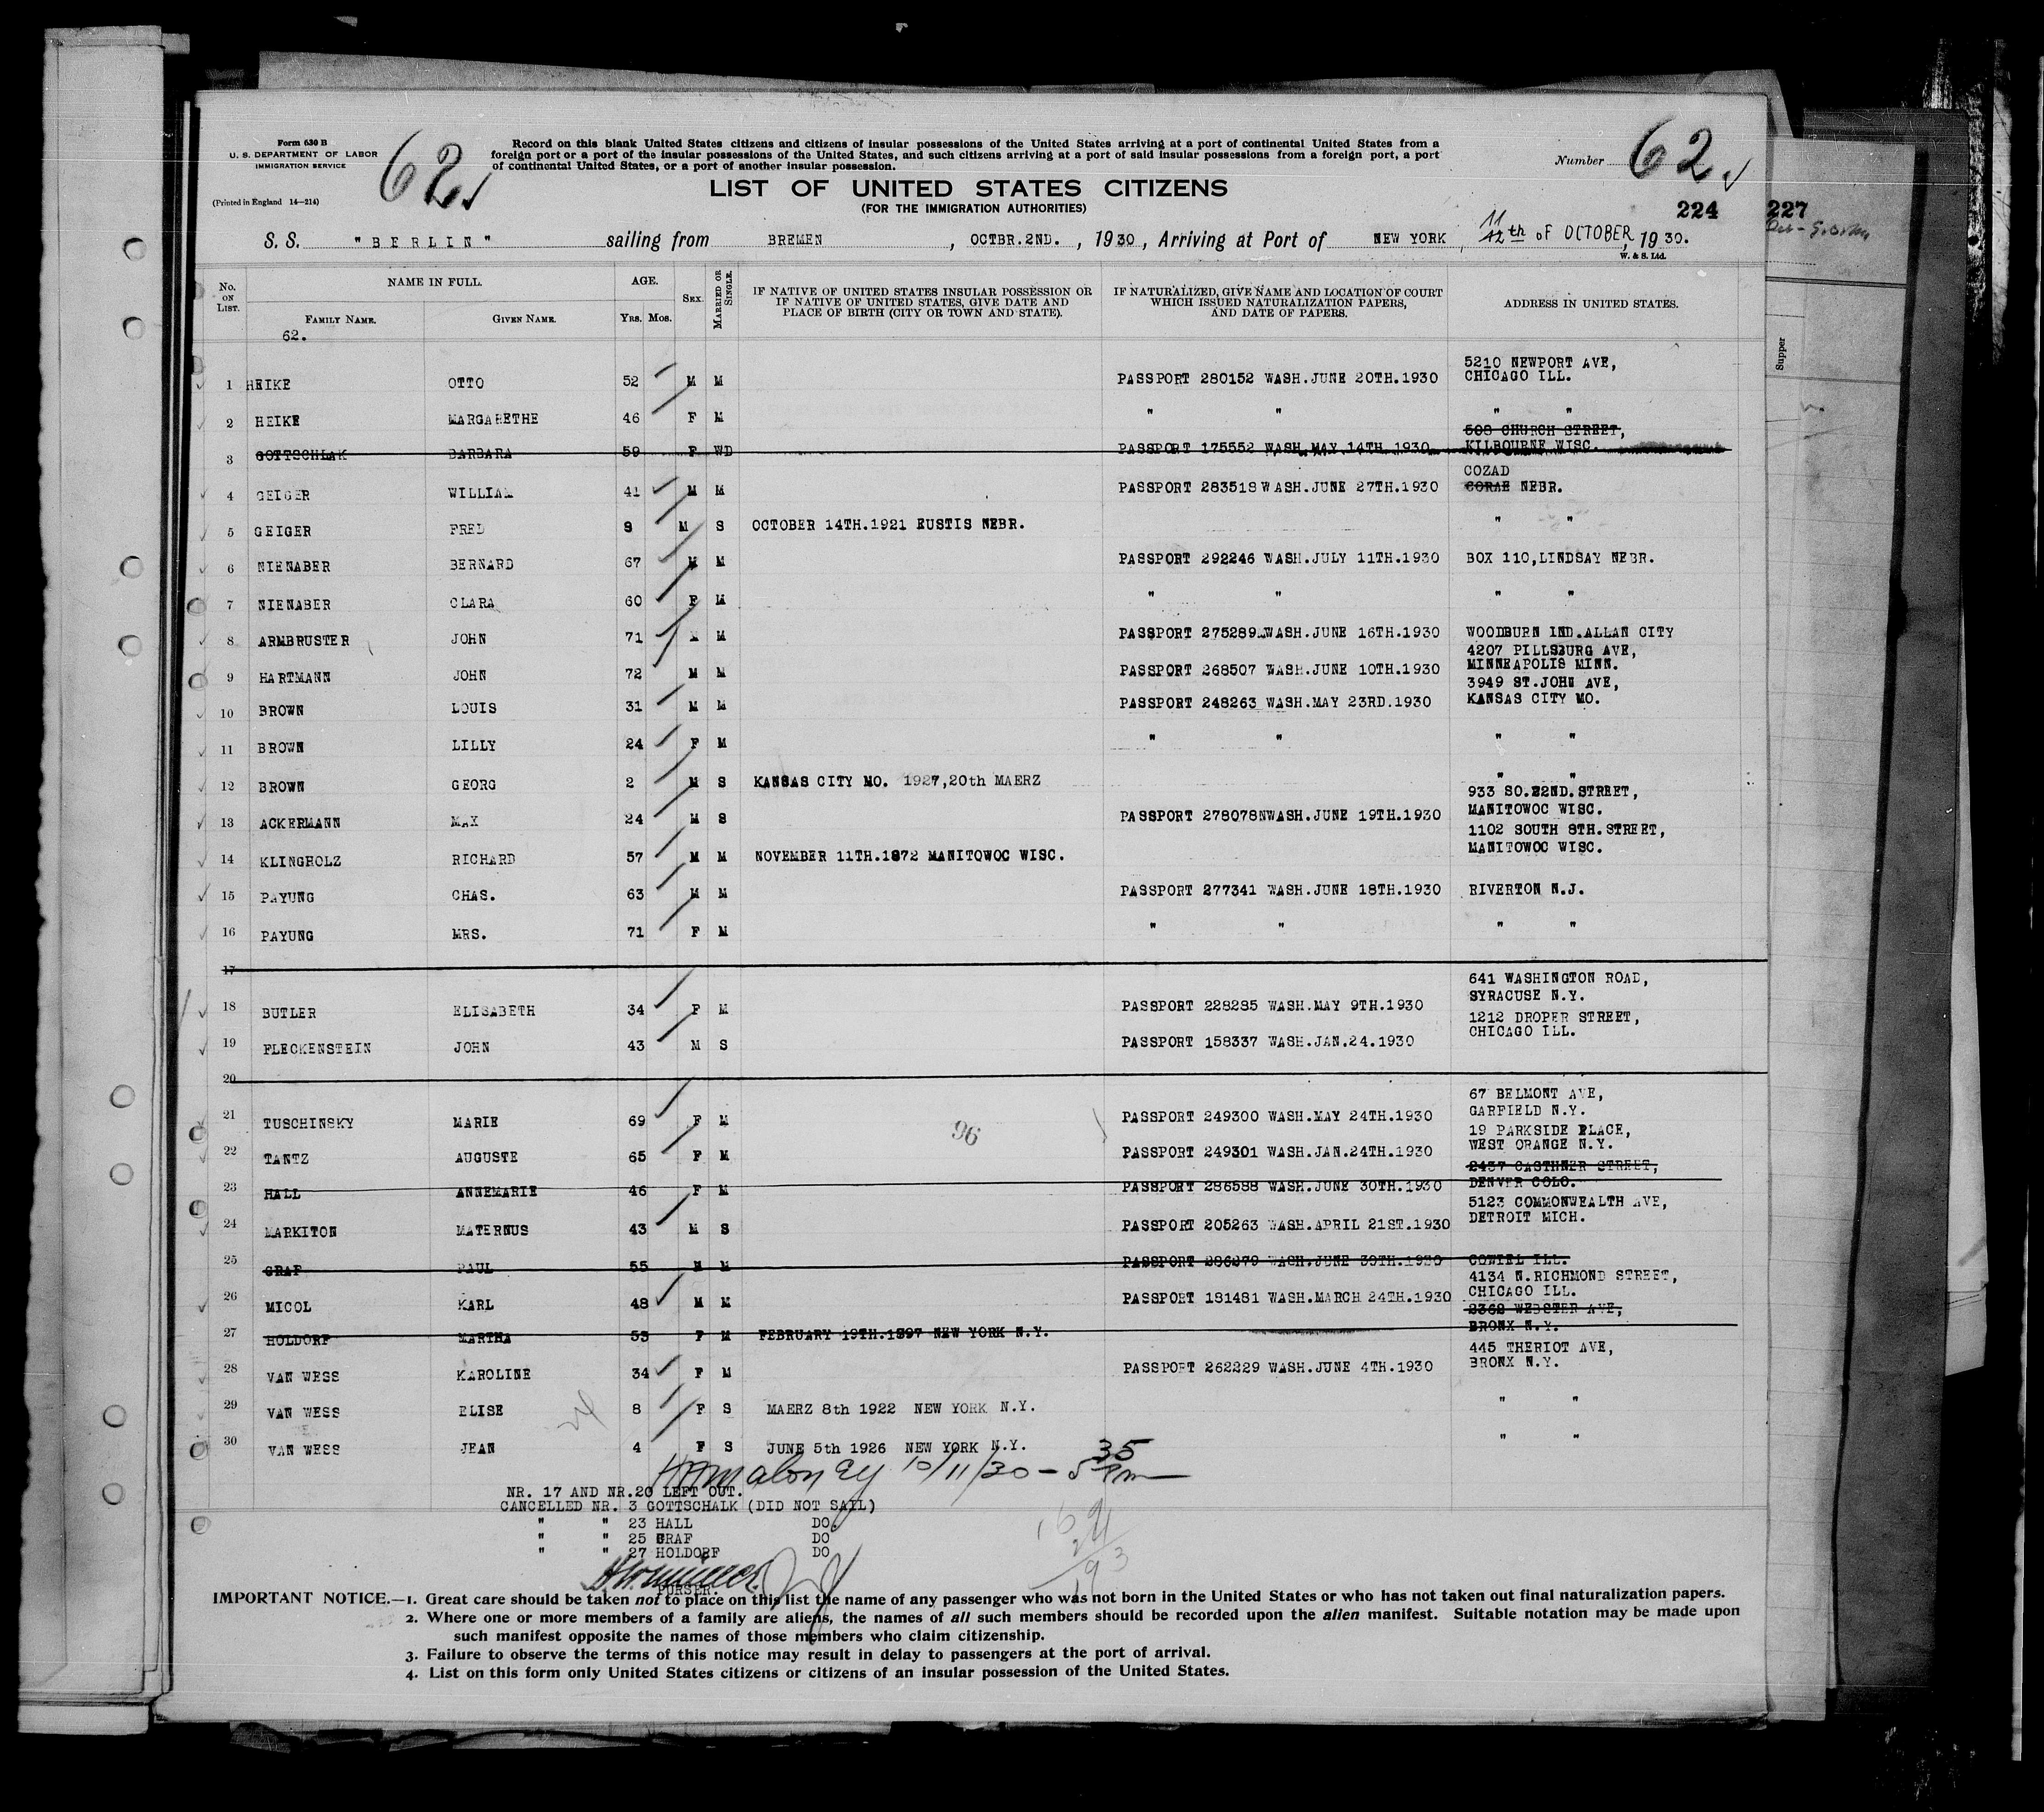 Form 630 B
U. S. DEPARTMENT OF LABOR
IMMIGRATION SERVICE
(Printed in England 14—214)
62
Record on this blank United States citizens and citizens of insular possessions of the United States arriving at a port of continental United States from a
foreign port or a port of the insular possessions of the United States, and such citizens arriving at a port of said insular possessions from a foreign port, a port
of continental United States, or a port of another insular possession.
Number 62
LIST OF UNITED STATES CITIZENS
(FOR THE IMMIGRATION AUTHORITIES)
224
227
S. S. "BERLIN" sailing from BREMEN, OCTBR.2ND., 1930, Arriving at Port of NEW YORK, 11 12th OF OCTOBER, 1930.
W. & S. Ltd.
No. ON LIST. NAME IN FULL. AGE. SEX. MARRIED OR SINGLE. IF NATIVE OF UNITED STATES INSULAR POSSESSION OR IF NATIVE OF UNITED STATES, GIVE DATE AND PLACE OF BIRTH (CITY OR TOWN AND STATE). IF NATURALIZED, GIVE NAME AND LOCATION OF COURT WHICH ISSUED NATURALIZATION PAPERS, AND DATE OF PAPERS. ADDRESS IN UNITED STATES.
FAMILY NAME. GIVEN NAME. YRS. MOS.
62.
Supper
1 HEIKE OTTO 52 M M PASSPORT 280152 WASH.JUNE 20TH.1930 5210 NEWPORT AVE, CHICAGO ILL.
2 HEIKE MARGARETHE 46 F M " " " "
3 GOTTSCHLAK BARBARA 59 F WD PASSPORT 175552 WASH.MAY 14TH.1930 508 CHURCH STREET, KILBOURNE WISC.
4 GEIGER WILLIAM 41 M M PASSPORT 283518 WASH.JUNE 27TH.1930 COZAD CORAE NEBR.
5 GEIGER FRED 9 M S OCTOBER 14TH.1921 EUSTIS NEBR. " "
6 NIENABER BERNARD 67 M M PASSPORT 292246 WASH.JULY 11TH.1930 BOX 110,LINDSAY NEBR.
7 NIENABER CLARA 60 F M " " " "
8 ARMBRUSTER JOHN 71 M M PASSPORT 275289 WASH.JUNE 16TH.1930 WOODBURN IND.ALLAN CITY
9 HARTMANN JOHN 72 M M PASSPORT 268507 WASH.JUNE 10TH.1930 4207 PILLSBURG AVE, MINNEAPOLIS MINN.
10 BROWN LOUIS 31 M M PASSPORT 248263 WASH.MAY 23RD.1930 3949 ST.JOHN AVE, KANSAS CITY MO.
11 BROWN LILLY 24 F M " " " "
12 BROWN GEORG 2 M S KANSAS CITY MO. 1927,20th MAERZ " "
13 ACKERMANN MAX 24 M S PASSPORT 278078NWASH.JUNE 19TH.1930 933 SO.22ND.STREET, MANITOWOC WISC.
14 KLINGHOLZ RICHARD 57 M M NOVEMBER 11TH.1872 MANITOWOC WISC. 1102 SOUTH 8TH.STREET, MANITOWOC WISC.
15 PAYUNG CHAS. 63 M M PASSPORT 277341 WASH.JUNE 18TH.1930 RIVERTON N.J.
16 PAYUNG MRS. 71 F M " " " "
17
18 BUTLER ELISABETH 34 F M PASSPORT 228285 WASH.MAY 9TH.1930 641 WASHINGTON ROAD, SYRACUSE N.Y.
19 FLECKENSTEIN JOHN 43 M S PASSPORT 158337 WASH.JAN.24.1930 1212 DROPER STREET, CHICAGO ILL.
20
21 TUSCHINSKY MARIE 69 F M PASSPORT 249300 WASH.MAY 24TH.1930 67 BELMONT AVE, GARFIELD N.Y.
96
22 TANTZ AUGUSTE 65 F M PASSPORT 249301 WASH.JAN.24TH.1930 19 PARKSIDE PLACE, WEST ORANGE N.Y.
23 HALL ANNEMARIE 46 F M PASSPORT 286588 WASH.JUNE 30TH.1930 2437 CASTHNER STREET, DENVER COLO.
24 MARKITON MATERNUS 43 M S PASSPORT 205263 WASH.APRIL 21ST.1930 5123 COMMONWEALTH AVE, DETROIT MICH.
25 GRAF PAUL 55 M M PASSPORT 286279 WASH.JUNE 30TH.1930 COWIEL ILL.
26 MICOL KARL 48 M M PASSPORT 181481 WASH.MARCH 24TH.1930 4134 N.RICHMOND STREET, CHICAGO ILL.
27 HOLDORF MARTHA 53 F M FEBRUARY 19TH.1897 NEW YORK N.Y. 2362 WEBSTER AVE, BRONX N.Y.
28 VAN WESS KAROLINE 34 F M PASSPORT 262229 WASH.JUNE 4TH.1930 445 THERIOT AVE, BRONX N.Y.
29 VAN WESS ELISE 8 F S MAERZ 8th 1922 NEW YORK N.Y. " "
30 VAN WESS JEAN 4 F S JUNE 5th 1926 NEW YORK N.Y. " "
10/11/30 — 5 35 Pm
NR. 17 AND NR.20 LEFT OUT.
CANCELLED NR. 3 GOTTSCHALK (DID NOT SAIL)
" " 23 HALL DO.
" " 25 GRAF DO
" " 27 HOLDORF DO
PURSER.
IMPORTANT NOTICE.—1. Great care should be taken not to place on this list the name of any passenger who was not born in the United States or who has not taken out final naturalization papers.
2. Where one or more members of a family are aliens, the names of all such members should be recorded upon the alien manifest. Suitable notation may be made upon
such manifest opposite the names of those members who claim citizenship.
3. Failure to observe the terms of this notice may result in delay to passengers at the port of arrival.
4. List on this form only United States citizens or citizens of an insular possession of the United States.